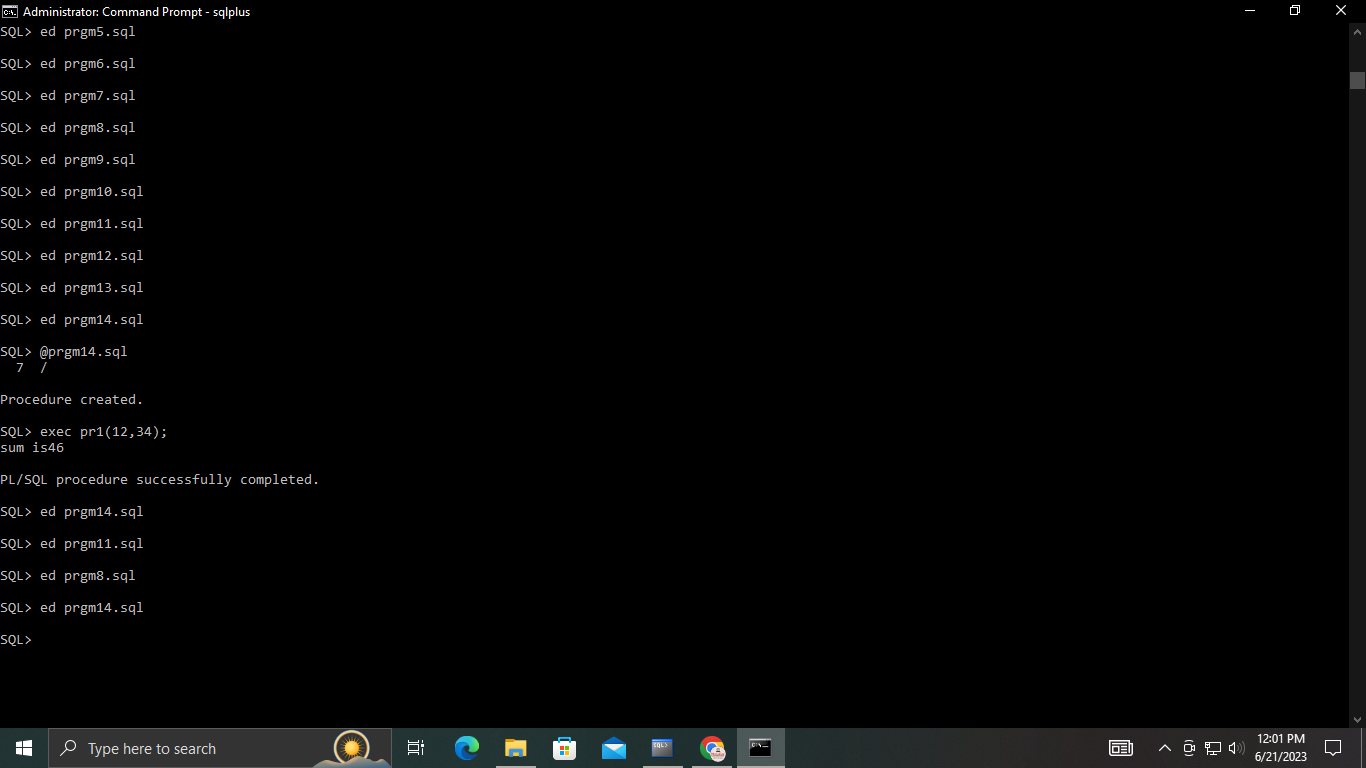 Administrator: Command Prompt - sqlplus
SQL> ed prgm5.sql
SQL> ed prgm6.sql
SQL> ed prgm7.sql
SQL> ed prgm8.sql
SQL> ed prgm9.sql
SQL> ed prgm10.sql
SQL> ed prgm11.sql
SQL> ed prgm12.sql
SQL> ed prgm13.sql
SQL> ed prgm14.sql
SQL> @prgm14.sql
  7  /
Procedure created.
SQL> exec pr1(12,34);
sum is46
PL/SQL procedure successfully completed.
SQL> ed prgm14.sql
SQL> ed prgm11.sql
SQL> ed prgm8.sql
SQL> ed prgm14.sql
SQL>
Type here to search
12:01 PM
6/21/2023